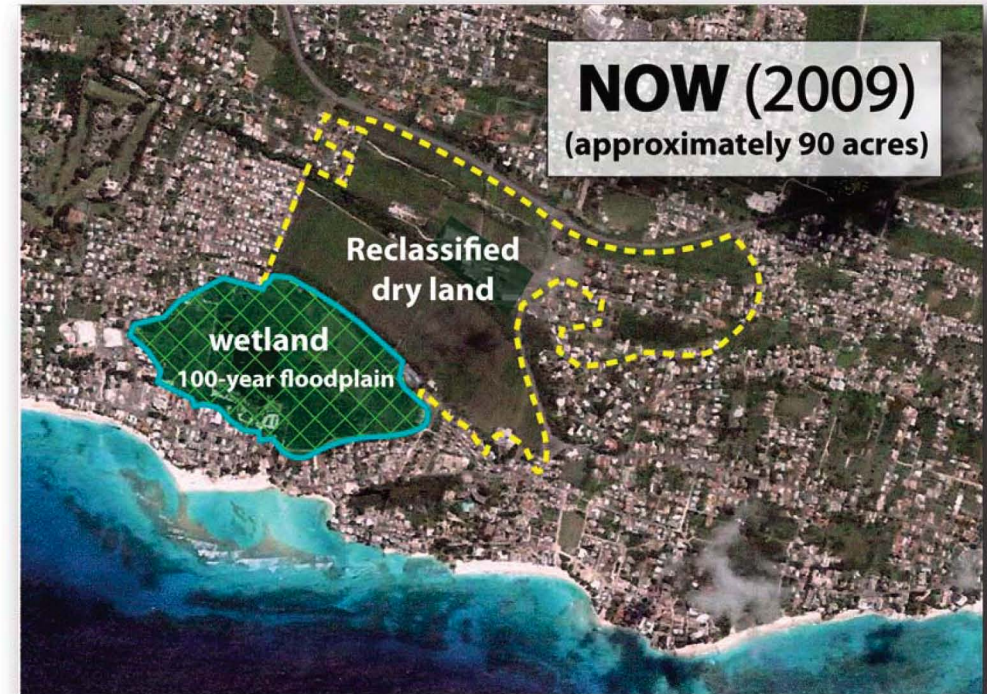 NOW (2009)
(approximately 90 acres)
Reclassified
dry land
wetland
100-year floodplain